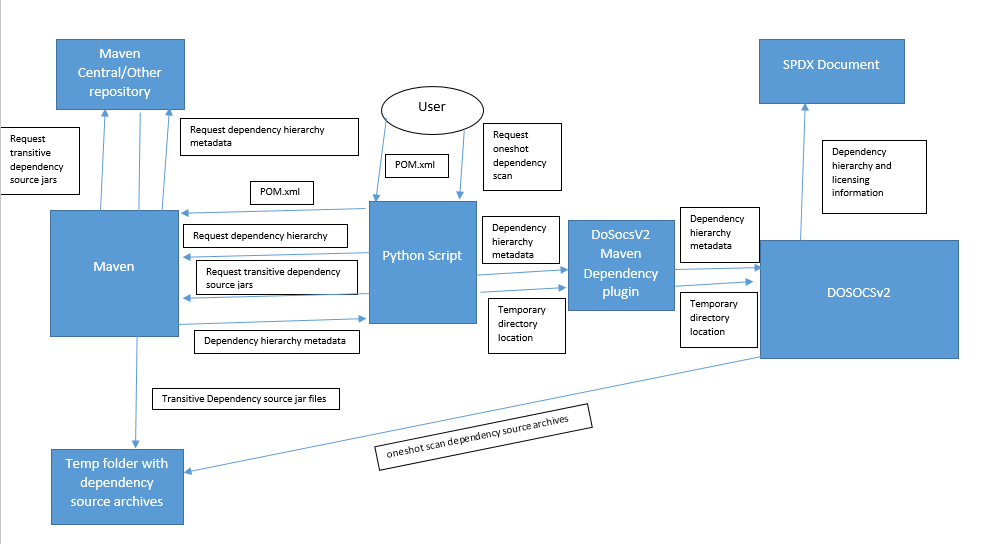 Maven
Central/Other
repository
SPDX Document
User
Request
transitive
dependency
source jars
Request dependency hierarchy
metadata
POM.xml
Request
oneshot
dependency
scan
Dependency
hierarchy and
licensing
information
POM.xml
Maven
Request dependency hierarchy
Request transitive dependency
source jars
Dependency hierarchy metadata
Python Script
Dependency
hierarchy
metadata
Temporary
directory
location
DoSocsV2
Maven
Dependency
plugin
Dependency
hierarchy
metadata
Temporary
directory
location
DOSOCSv2
Transitive Dependency source jar files
oneshot scan dependency source archives
Temp folder with
dependency
source archives